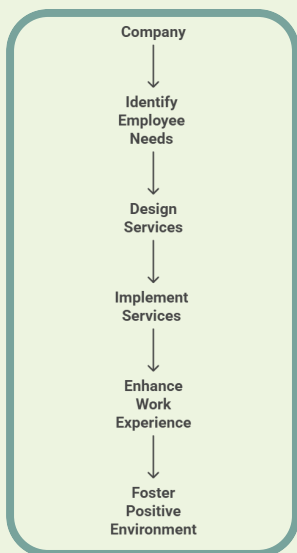 Company
Identify
Employee
Needs
Design
Services
Implement
Services
Enhance
Work
Experience
Foster
Positive
Environment